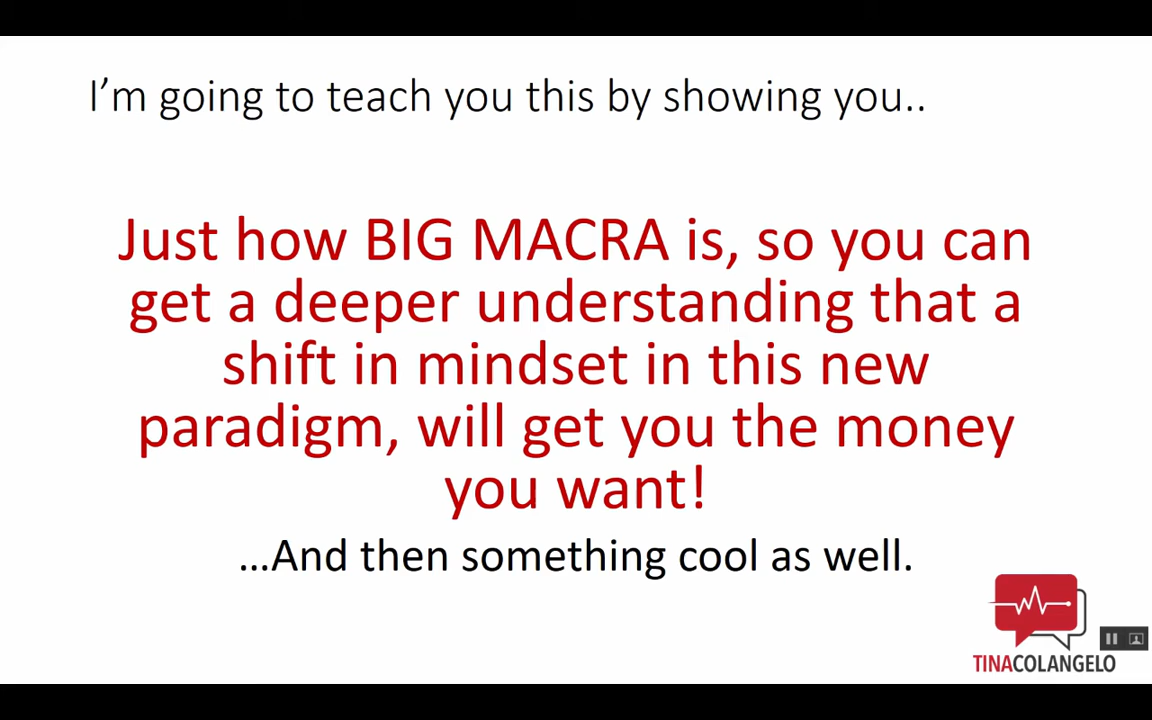 I’m going to teach you this by showing you..
Just how BIG MACRA is, so you can
get a deeper understanding that a
shift in mindset in this new
paradigm, will get you the money
you want!
...And then something cool as well.
TINACOLANGELO